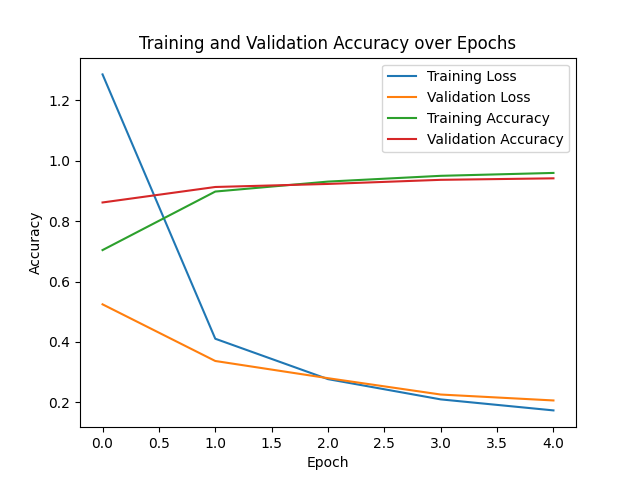 Training and Validation Accuracy over Epochs
Training Loss
Validation Loss
Training Accuracy
Validation Accuracy
Accuracy
1.2
1.0
0.8
0.6
0.4
0.2
0.0 0.5 1.0 1.5 2.0 2.5 3.0 3.5 4.0
Epoch